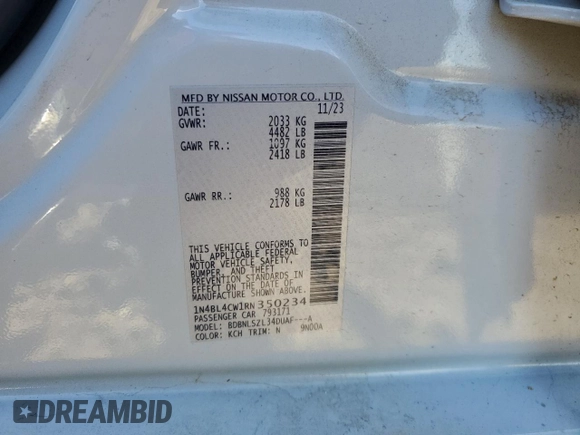 MFD BY NISSAN MOTOR CO., LTD.
DATE: 11/23
GVWR: 2033 KG
4482 LB
GAWR FR.: 1097 KG
2418 LB
GAWR RR.: 988 KG
2178 LB
THIS VEHICLE CONFORMS TO
ALL APPLICABLE FEDERAL
MOTOR VEHICLE SAFETY,
BUMPER, AND THEFT
PREVENTION STANDARDS IN
EFFECT ON THE DATE OF
MANUFACTURE SHOWN ABOVE.
1N4BL4CW1RN350234
PASSENGER CAR 793171
MODEL: BDBNLSZL34DUAF---A
COLOR: KCH TRIM: N 9N00A
DREAMBID